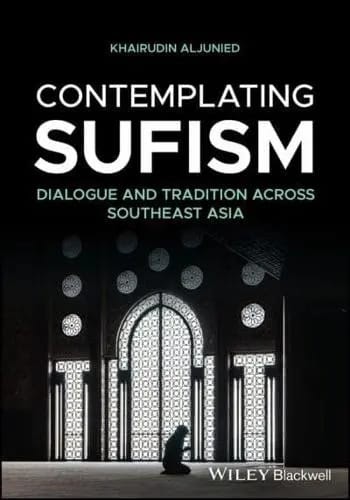 KHAIRUDIN ALJUNIED
CONTEMPLATING
SUFISM
DIALOGUE AND TRADITION ACROSS
SOUTHEAST ASIA
WILEY Blackwell